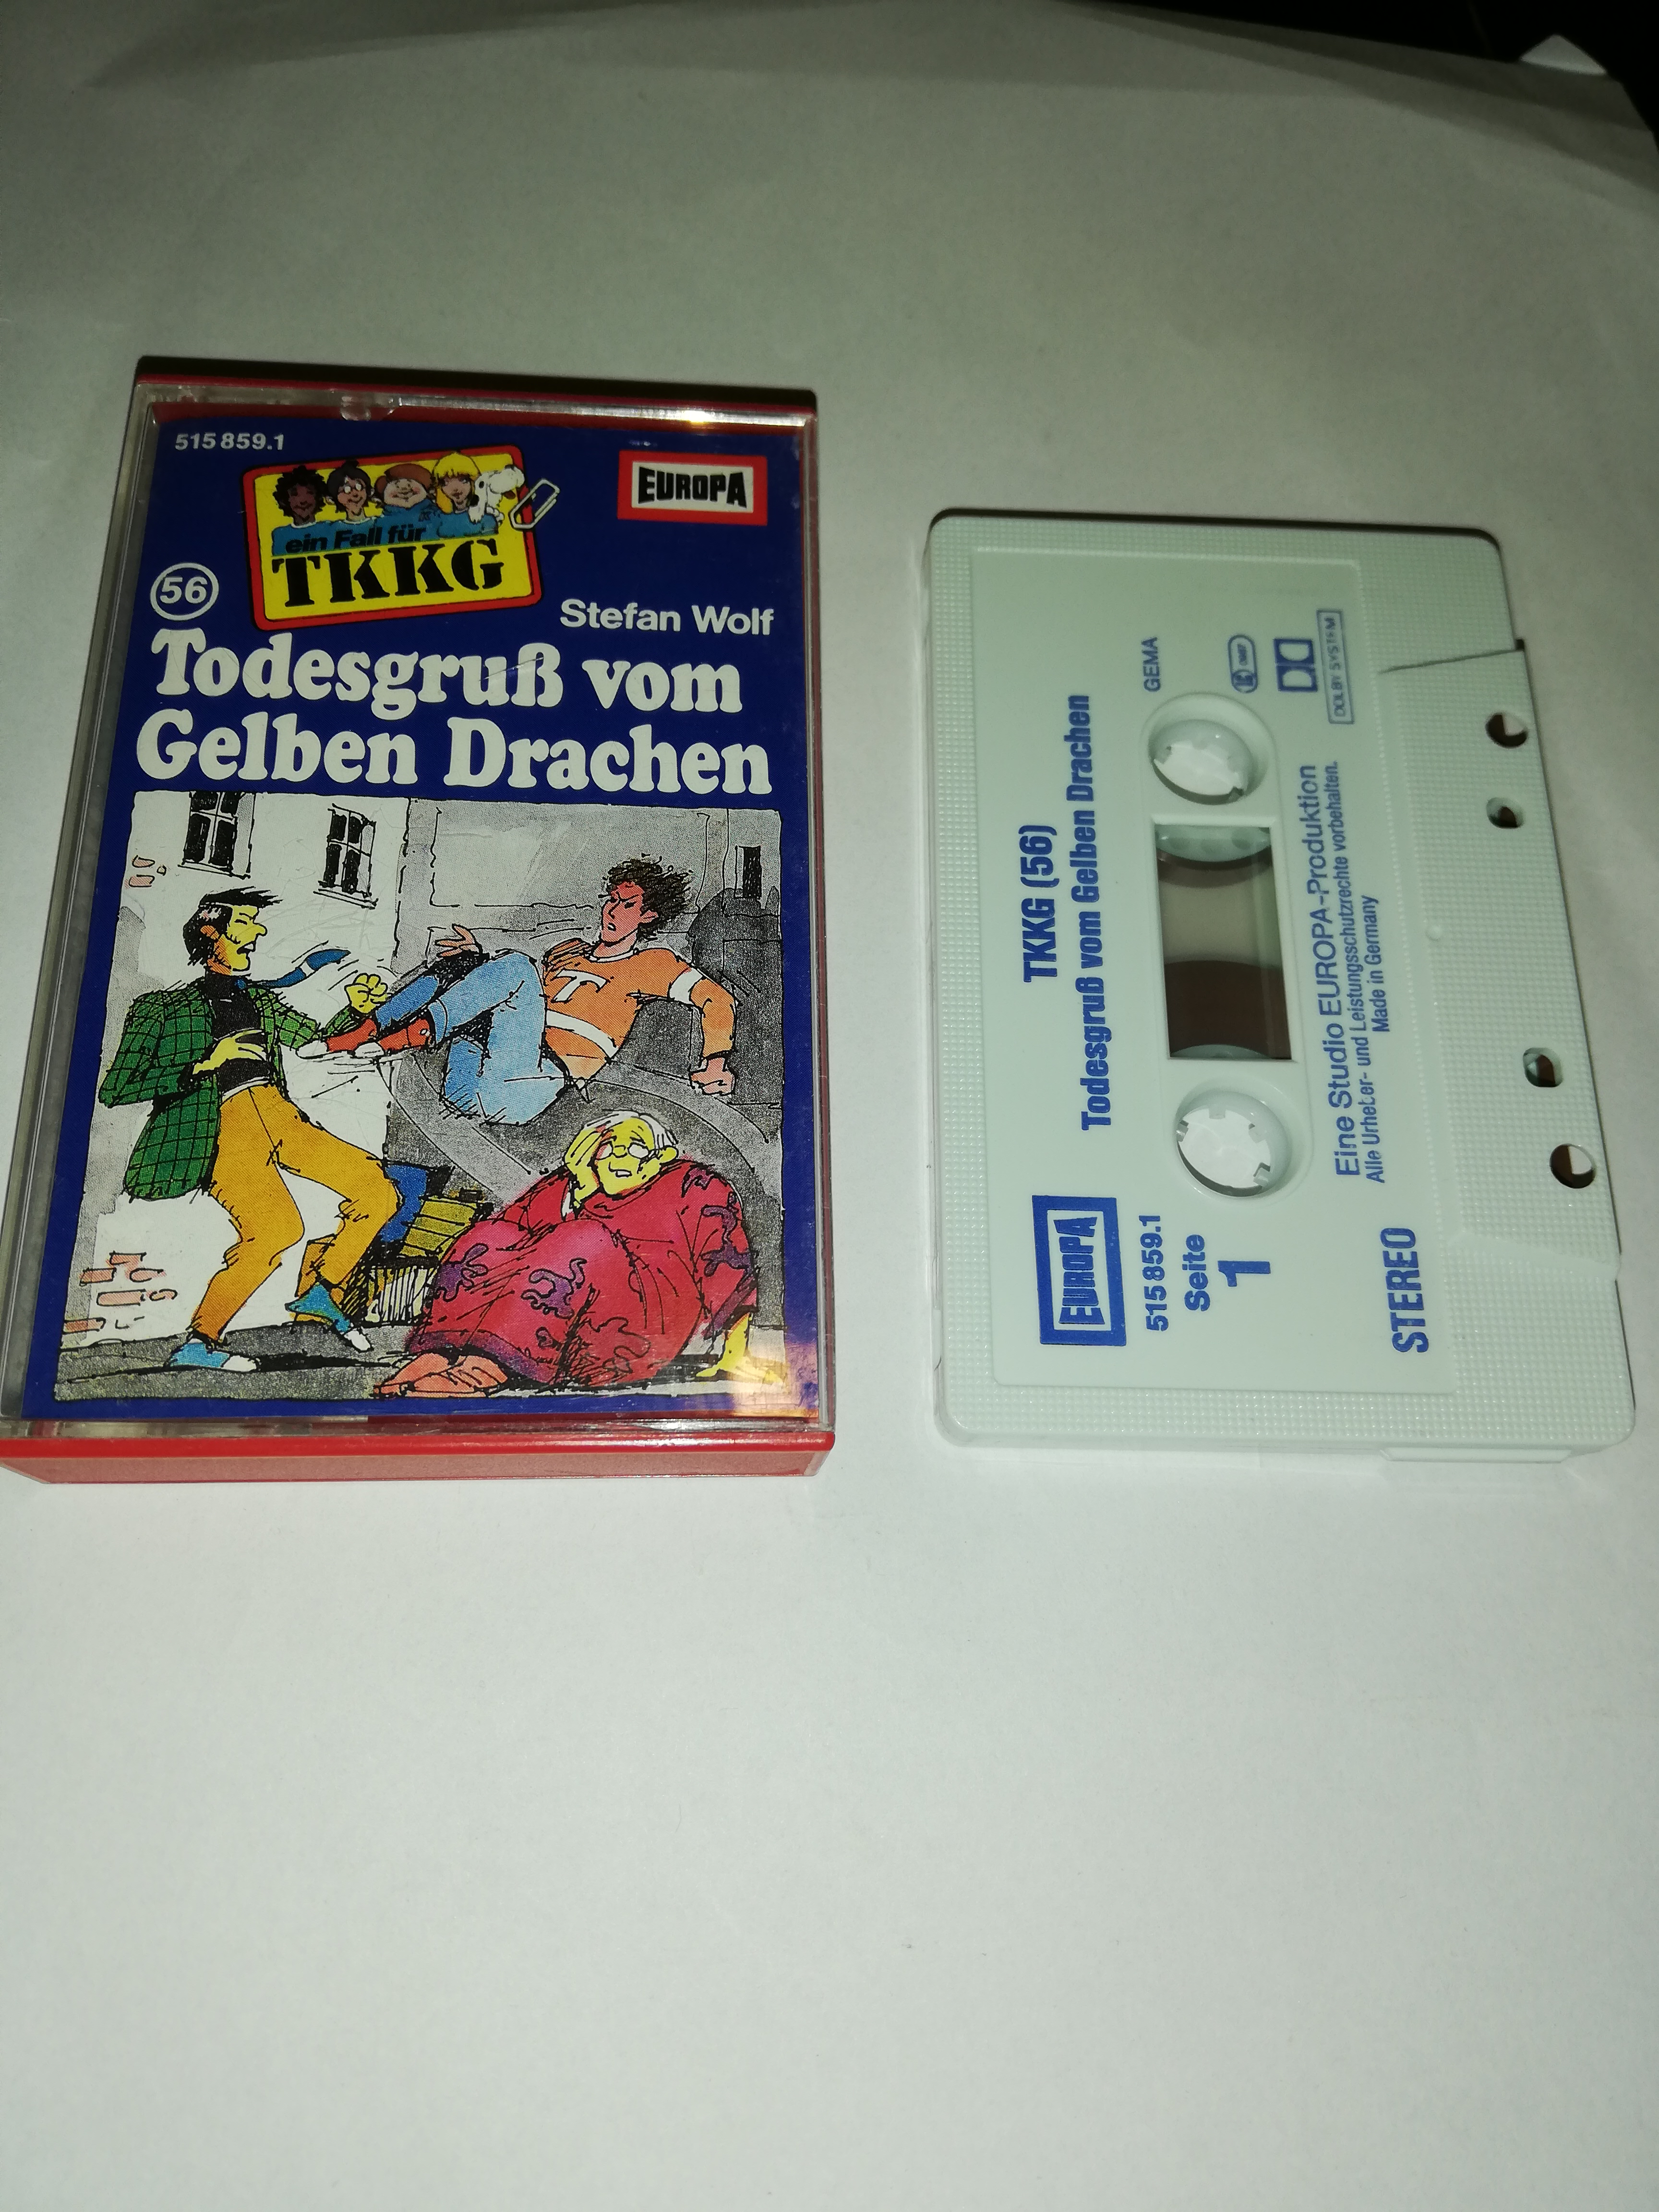 515 859.1
EUROPA
ein Fall für
TKKG
56
Stefan Wolf
Todesgruß vom
Gelben Drachen
T
TKKG (56)
Todesgruß vom Gelben Drachen
GEMA
EUROPA
515 859.1
Seite
1
DOLBY SYSTEM
Eine Studio EUROPA-Produktion
Alle Urheber- und Leistungsschutzrechte vorbehalten.
Made in Germany
STEREO